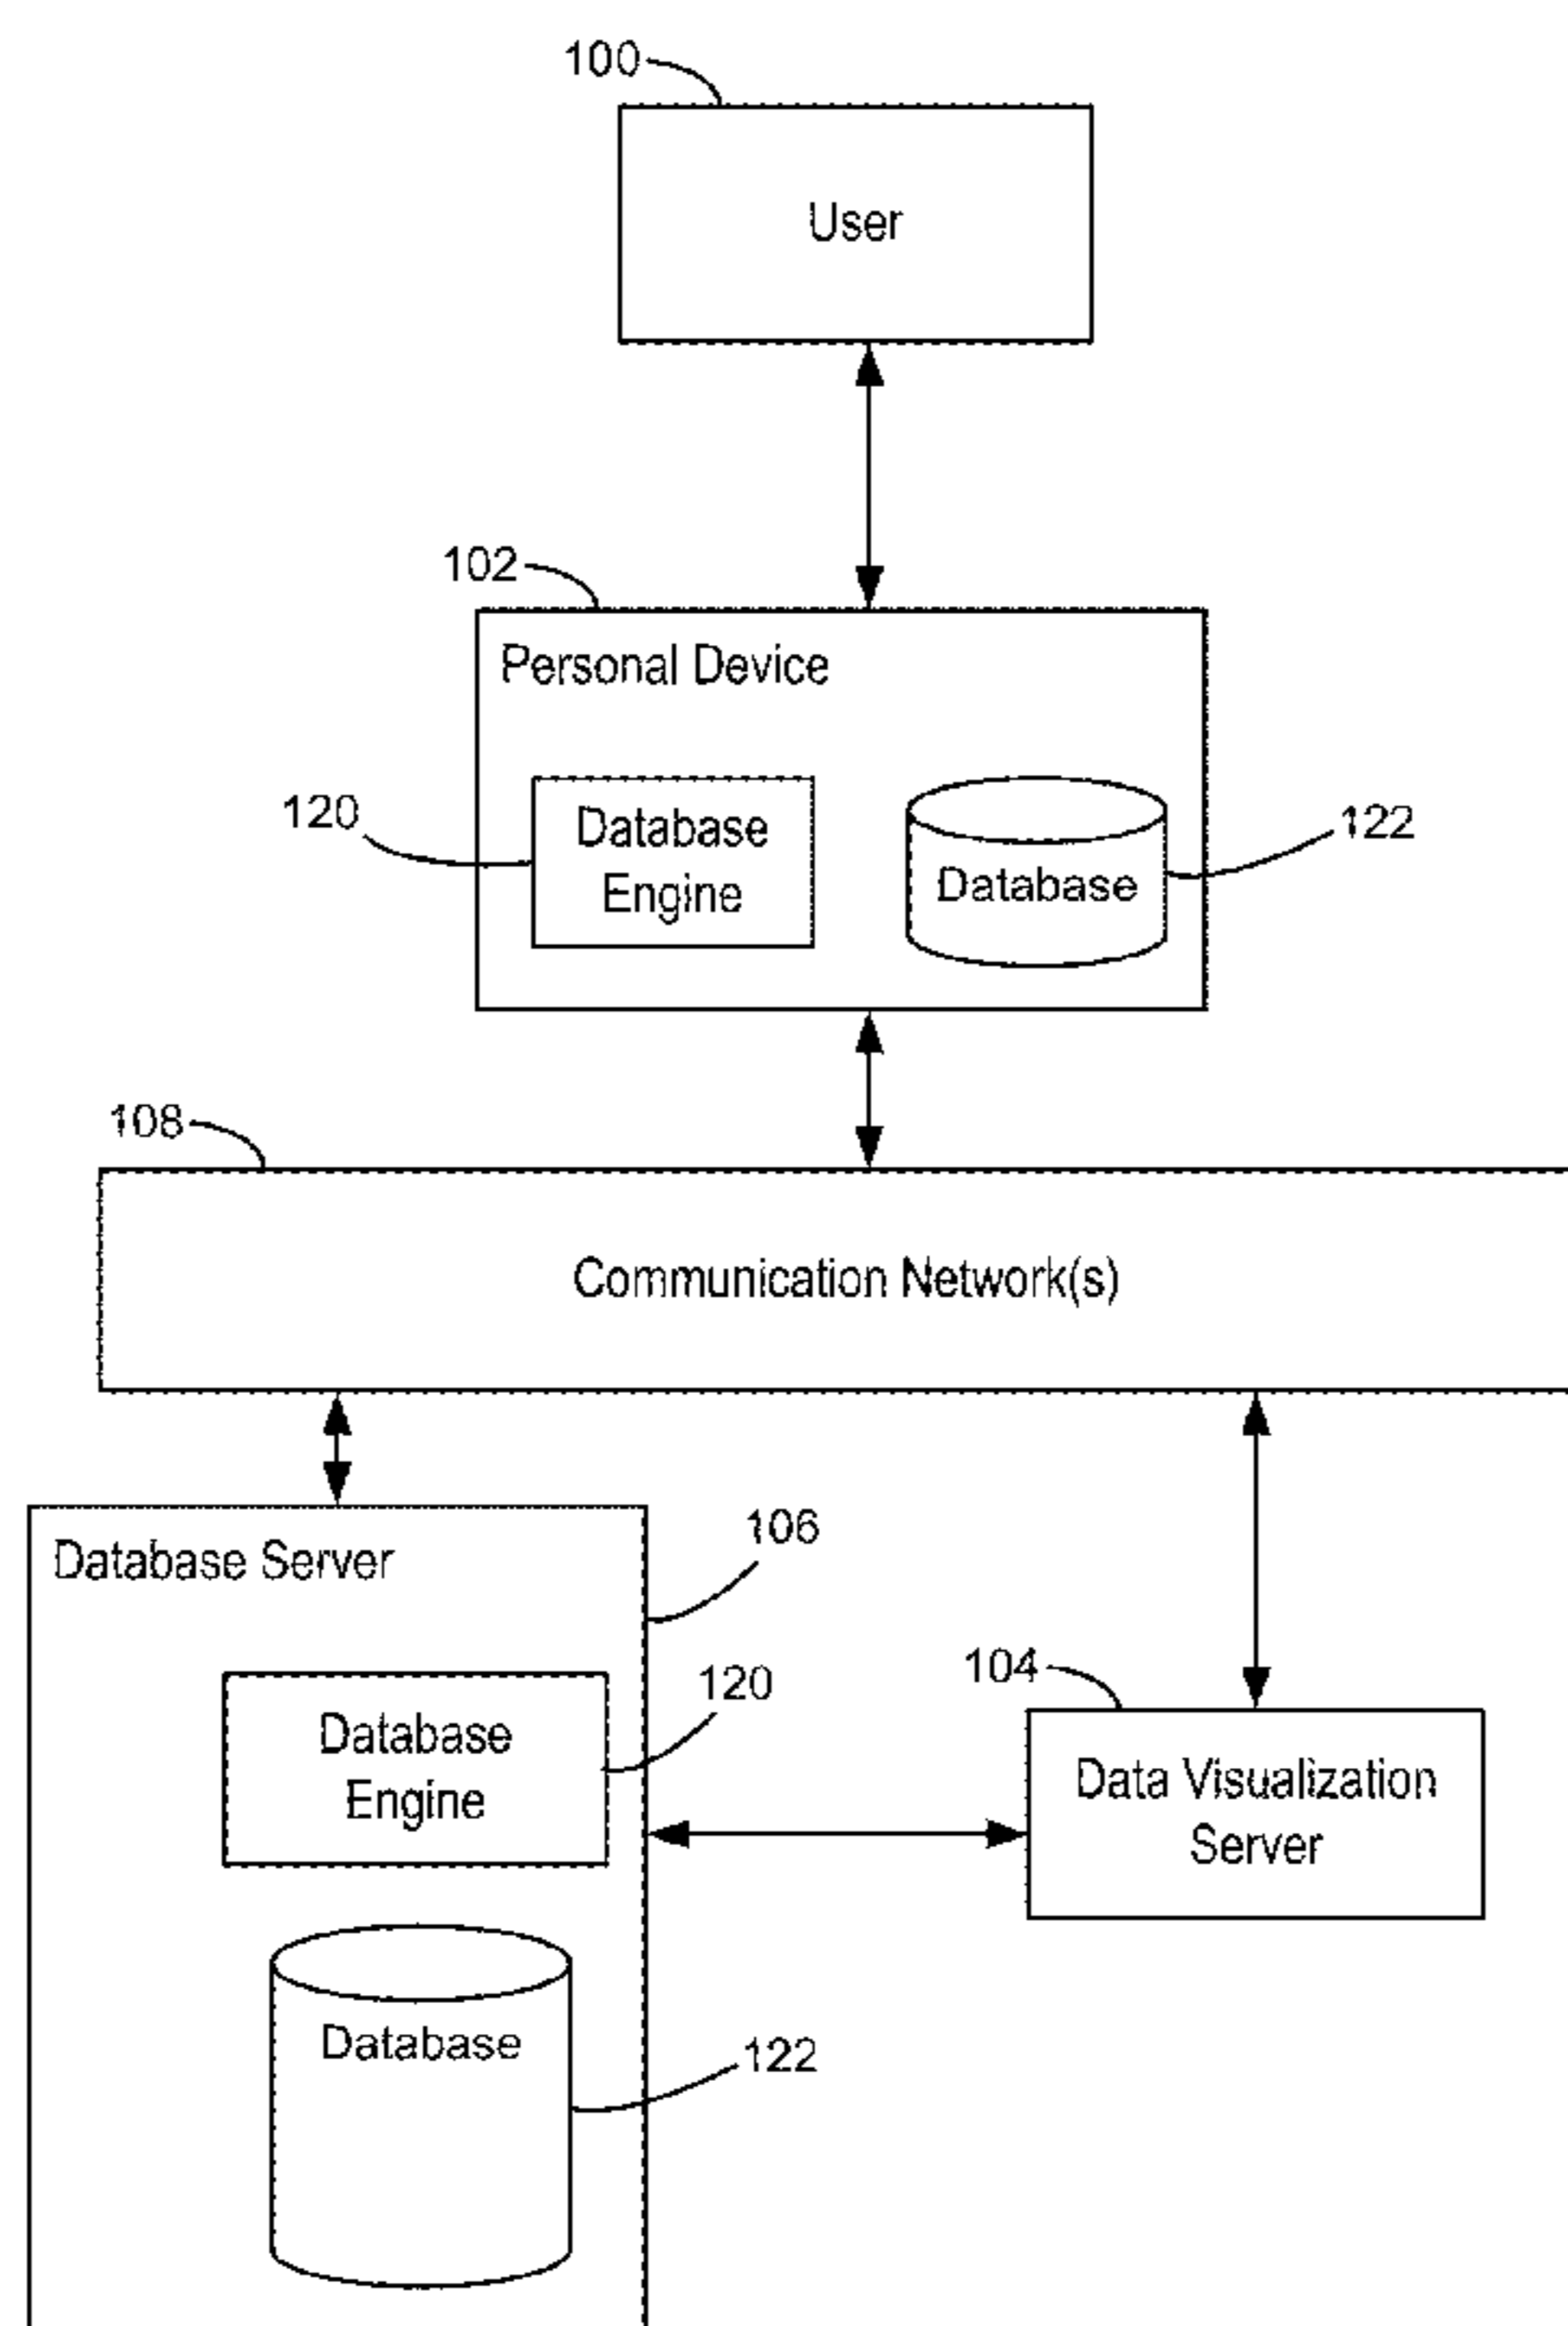 100
User
102
Personal Device
120
Database
Engine
Database
122
108
Communication Network(s)
Database Server
106
120
Database
Engine
104
Data Visualization
Server
Database
122